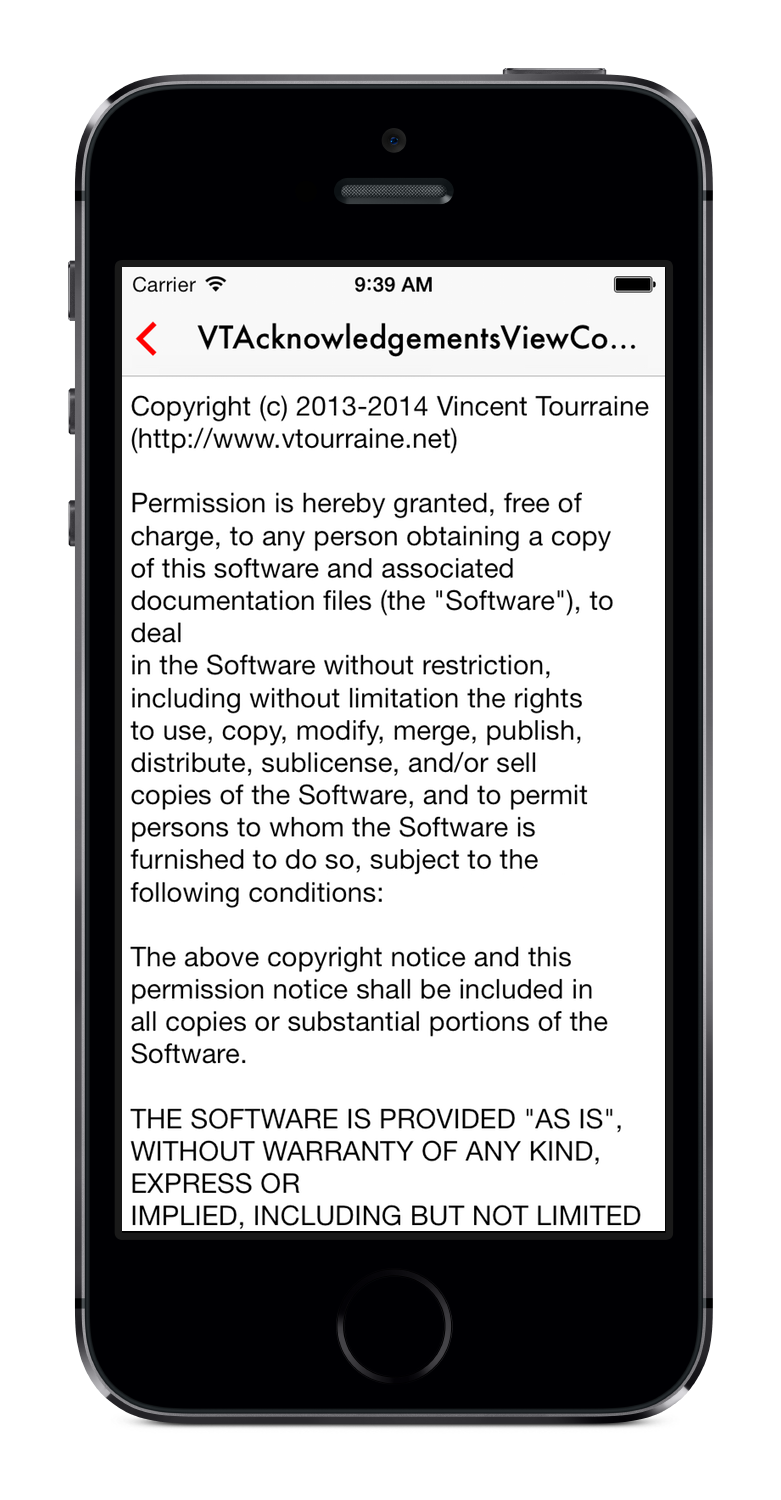 Carrier 9:39 AM
VTAcknowledgementsViewCo...
Copyright (c) 2013-2014 Vincent Tourraine
(http://www.vtourraine.net)
Permission is hereby granted, free of
charge, to any person obtaining a copy
of this software and associated
documentation files (the "Software"), to
deal
in the Software without restriction,
including without limitation the rights
to use, copy, modify, merge, publish,
distribute, sublicense, and/or sell
copies of the Software, and to permit
persons to whom the Software is
furnished to do so, subject to the
following conditions:
The above copyright notice and this
permission notice shall be included in
all copies or substantial portions of the
Software.
THE SOFTWARE IS PROVIDED "AS IS",
WITHOUT WARRANTY OF ANY KIND,
EXPRESS OR
IMPLIED, INCLUDING BUT NOT LIMITED